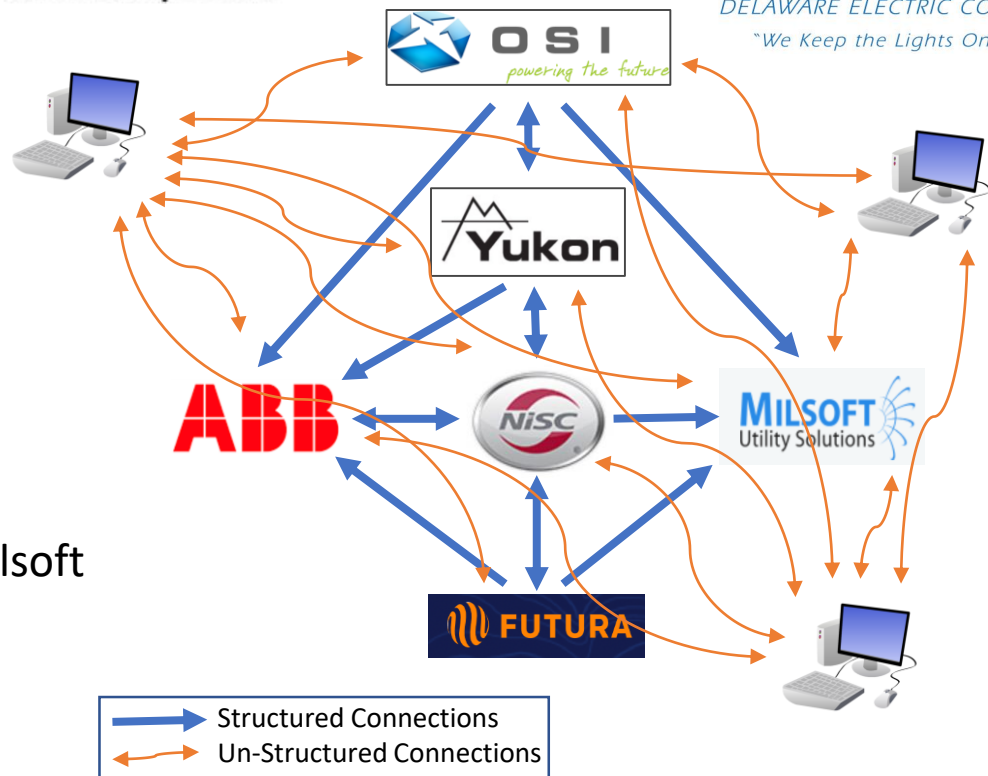 DELAWARE ELECTRIC CO
"We Keep the Lights On
OSI
powering the future
Yukon
ABB
NISC
MILSOFT
Utility Solutions
lsoft
FUTURA
Structured Connections
Un-Structured Connections